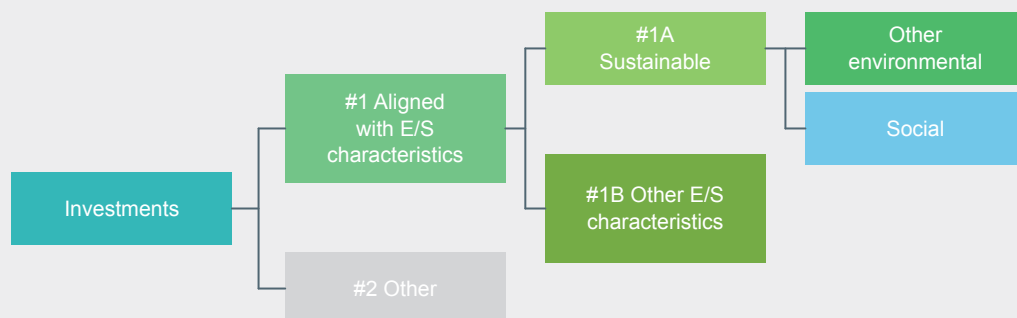 Investments
#1 Aligned
with E/S
characteristics
#2 Other
#1A
Sustainable
#1B Other E/S
characteristics
Other
environmental
Social